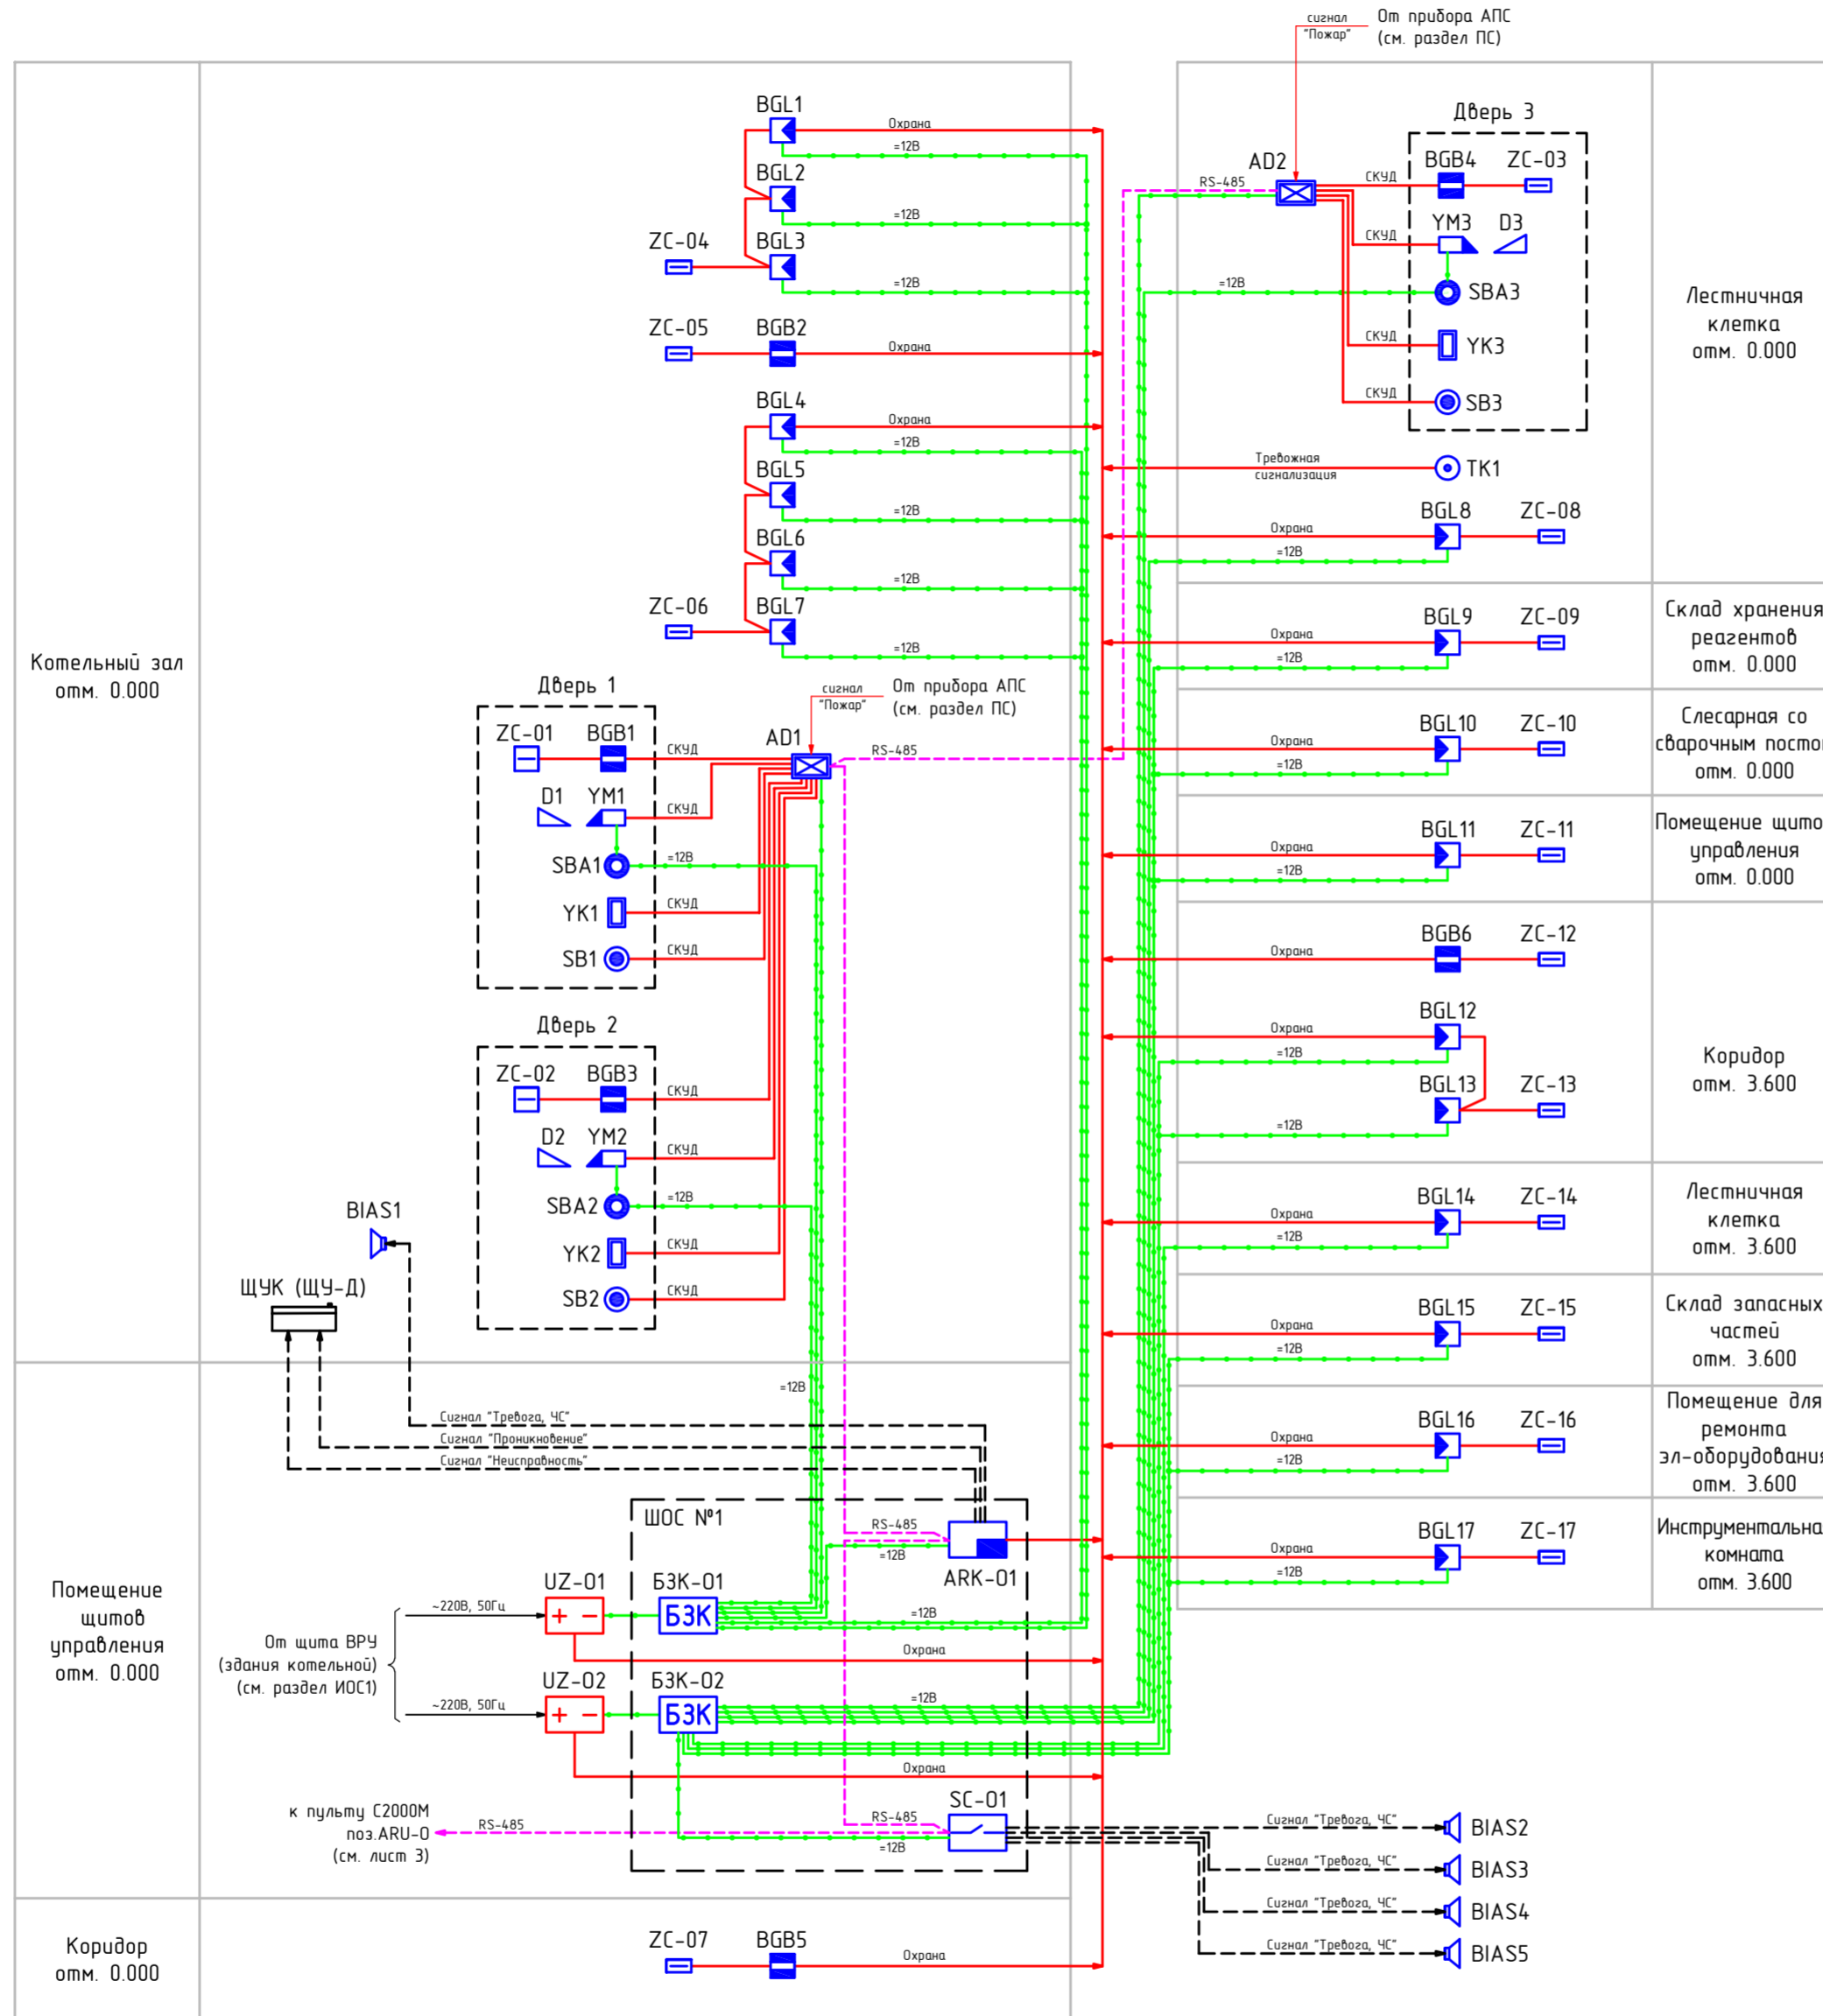 сигнал
"Пожар"
От прибора АПС
(см. раздел ПС)
Котельный зал
отм. 0.000
BGL1
Охрана
=12В
BGL2
=12В
ZC-04
BGL3
=12В
ZC-05
BGB2
Охрана
BGL4
Охрана
=12В
BGL5
=12В
BGL6
=12В
ZC-06
BGL7
=12В
Дверь 1
сигнал
"Пожар"
От прибора АПС
(см. раздел ПС)
ZC-01
BGB1
СКУД
AD1
RS-485
D1
YM1
СКУД
SBA1
=12В
YK1
СКУД
SB1
СКУД
Дверь 2
ZC-02
BGB3
СКУД
D2
YM2
СКУД
SBA2
=12В
YK2
СКУД
SB2
СКУД
BIAS1
ЩУК (ЩУ-Д)
Помещение
щитов
управления
отм. 0.000
=12В
Сигнал "Тревога, ЧС"
Сигнал "Проникновение"
Сигнал "Неисправность"
ШОС №1
RS-485
=12В
ARK-01
UZ-01
БЗК-01
~220В, 50Гц
+ -
БЗК
=12В
От щита ВРУ
(здания котельной)
(см. раздел ИОС1)
Охрана
UZ-02
БЗК-02
~220В, 50Гц
+ -
БЗК
=12В
Охрана
к пульту С2000М
поз.ARU-0
(см. лист 3)
RS-485
RS-485
SC-01
=12В
Сигнал "Тревога, ЧС"
BIAS2
Сигнал "Тревога, ЧС"
BIAS3
Сигнал "Тревога, ЧС"
BIAS4
Сигнал "Тревога, ЧС"
BIAS5
Коридор
отм. 0.000
ZC-07
BGB5
Охрана
Дверь 3
AD2
RS-485
СКУД
BGB4
ZC-03
СКУД
YM3
D3
=12В
SBA3
СКУД
YK3
СКУД
SB3
Тревожная
сигнализация
TK1
Охрана
=12В
BGL8
ZC-08
Лестничная
клетка
отм. 0.000
Охрана
=12В
BGL9
ZC-09
Склад хранения
реагентов
отм. 0.000
Охрана
=12В
BGL10
ZC-10
Слесарная со
сварочным посто
отм. 0.000
Охрана
=12В
BGL11
ZC-11
Помещение щито
управления
отм. 0.000
Охрана
BGB6
ZC-12
Охрана
=12В
BGL12
=12В
BGL13
ZC-13
Коридор
отм. 3.600
Охрана
=12В
BGL14
ZC-14
Лестничная
клетка
отм. 3.600
Охрана
=12В
BGL15
ZC-15
Склад запасных
частей
отм. 3.600
Охрана
=12В
BGL16
ZC-16
Помещение для
ремонта
эл-оборудования
отм. 3.600
Охрана
=12В
BGL17
ZC-17
Инструментальна
комната
отм. 3.600